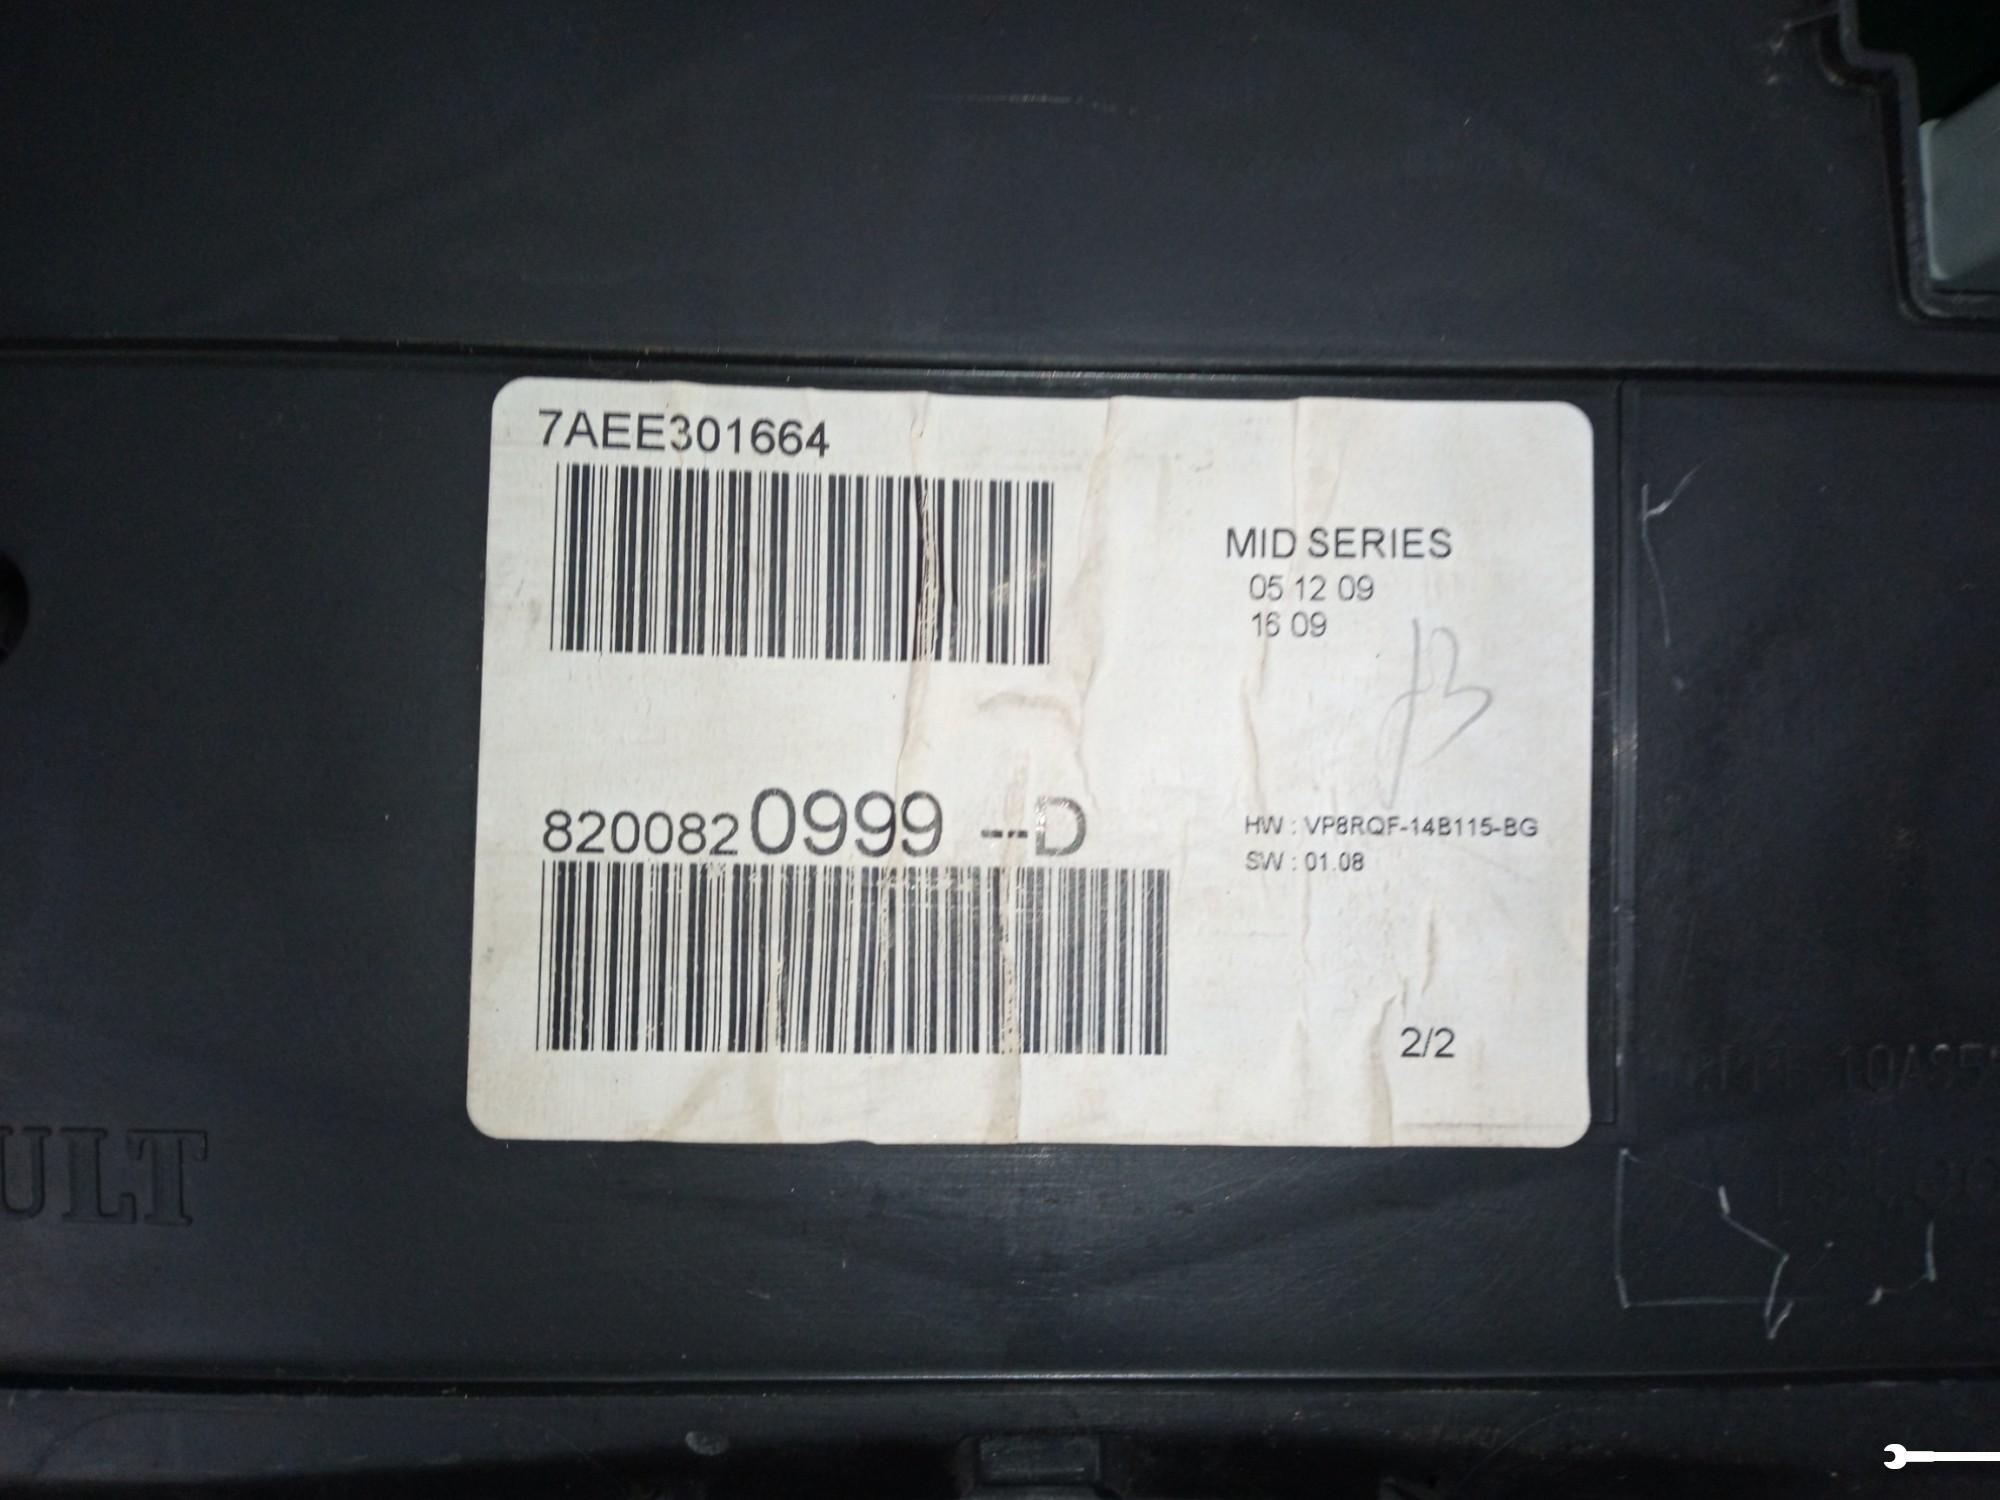 7AEE301664
MID SERIES
05 12 09
16 09
8200820999 --D
HW : VP8RQF-14B115-BG
SW : 01.08
2/2
ULT